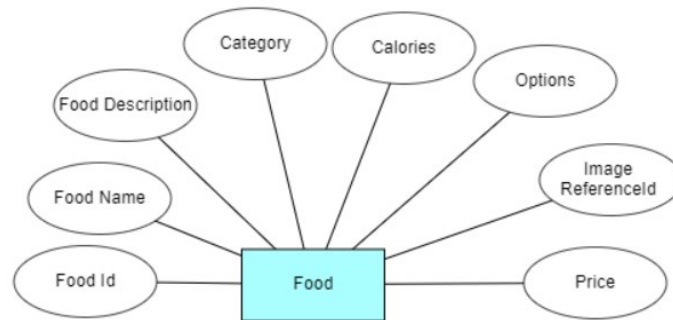 Category
Calories
Options
Food Description
Image
ReferenceId
Food Name
Food Id
Food
Price